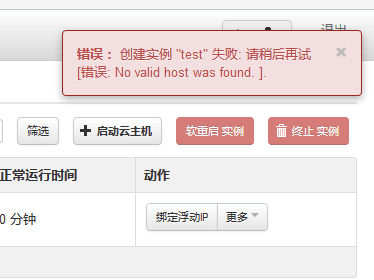 退出
错误： 创建实例 "test" 失败: 请稍后再试
[错误: No valid host was found. ].
×
筛选
+ 启动云主机
软重启实例
终止实例
正常运行时间
动作
0 分钟
绑定浮动IP
更多